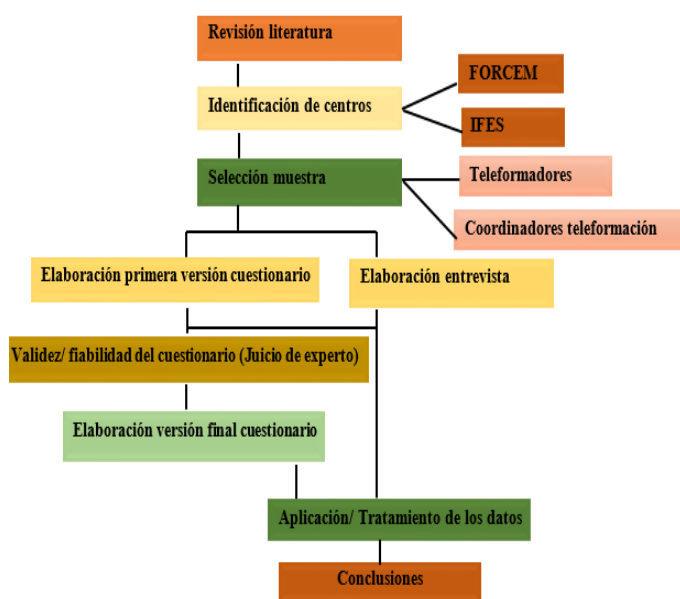 Revisión literatura
FORCEM
Identificación de centros
IFES
Selección muestra
Teleformadores
Coordinadores teleformación
Elaboración primera versión cuestionario
Elaboración entrevista
Validez/ fiabilidad del cuestionario (Juicio de experto)
Elaboración versión final cuestionario
Aplicación/ Tratamiento de los datos
Conclusiones